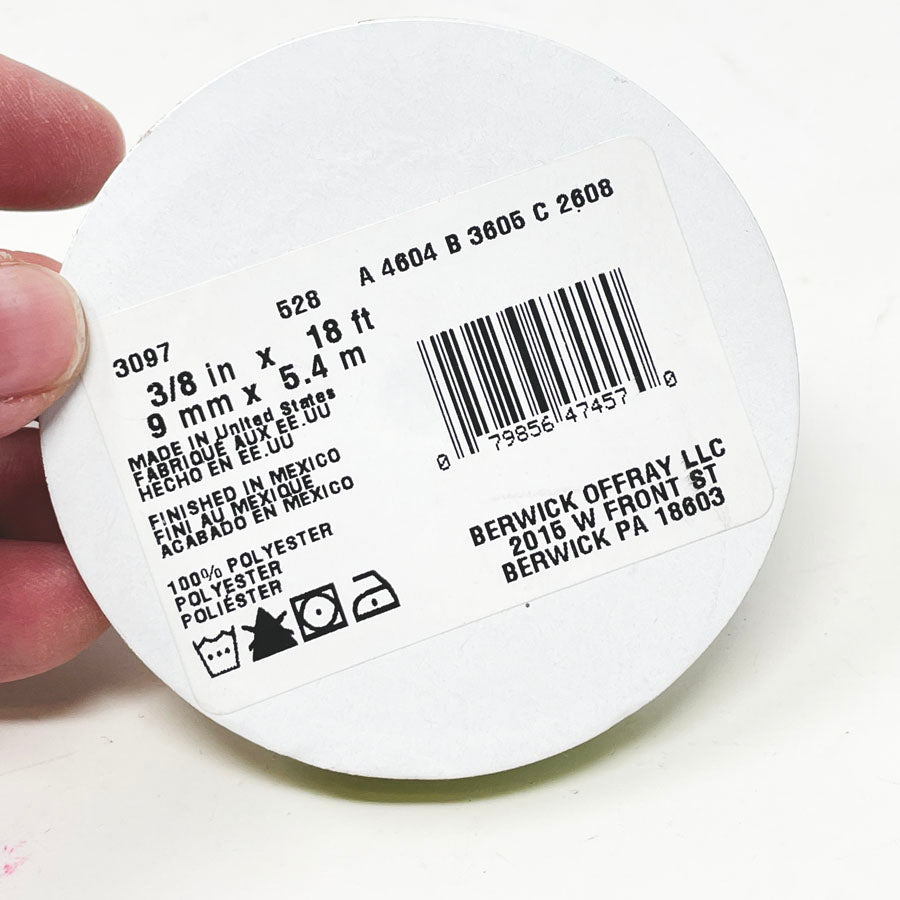 3097 528 A 4604 B 3605 C 2608
3/8 in x 18 ft
9 mm x 5.4 m
MADE IN United States
FABRIQUÉ AUX EE.UU
HECHO EN EE.UU
FINISHED IN MEXICO
FINI AU MEXIQUE
ACABADO EN MEXICO
100% POLYESTER
POLYESTER
POLIÉSTER
0 79856 47457 0
BERWICK OFFRAY LLC
2015 W FRONT ST
BERWICK PA 18603